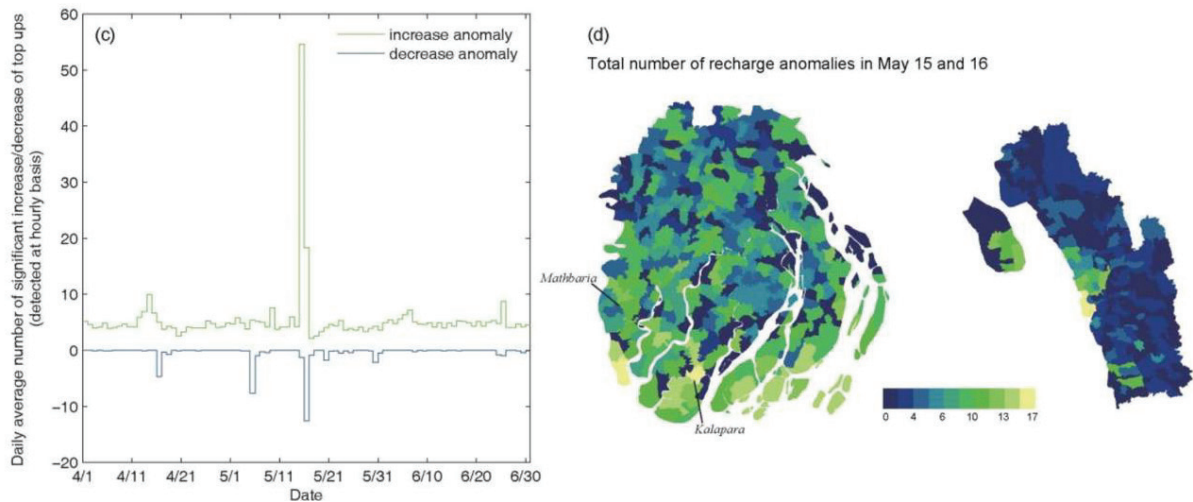 (c)
increase anomaly
decrease anomaly
Daily average number of significant increase/decrease of top ups
(detected at hourly basis)
60
50
40
30
20
10
0
−10
−20
4/1 4/11 4/21 5/1 5/11 5/21 5/31 6/10 6/20 6/30
Date
(d)
Total number of recharge anomalies in May 15 and 16
Mathbaria
Kalapara
0 4 6 10 13 17